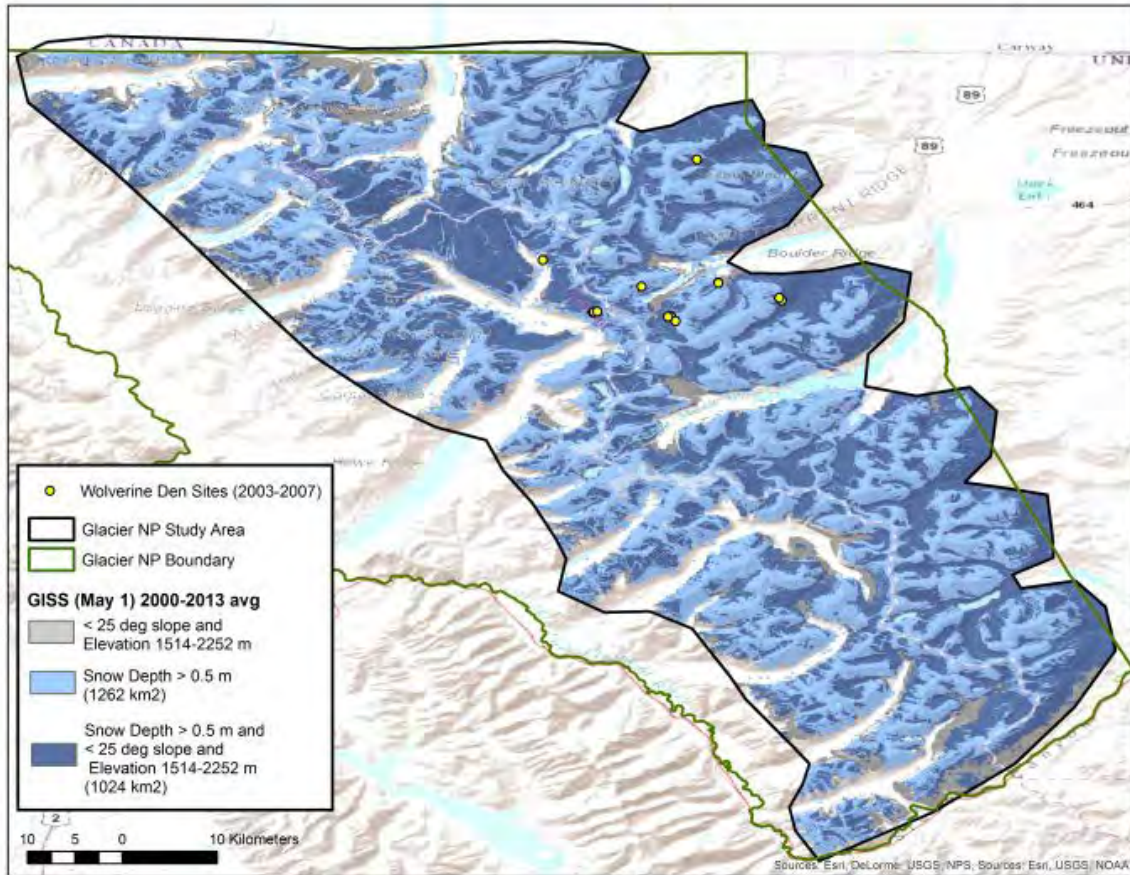 CANADA
Carway
UNI
89
89
Freezeout
Freezeou
464
RIDGE
Boulder Ridge
Howe
Wolverine Den Sites (2003-2007)
Glacier NP Study Area
Glacier NP Boundary
GISS (May 1) 2000-2013 avg
< 25 deg slope and
Elevation 1514-2252 m
Snow Depth > 0.5 m
(1262 km2)
Snow Depth > 0.5 m and
< 25 deg slope and
Elevation 1514-2252 m
(1024 km2)
2
10 5 0 10 Kilometers
Sources: Esri, DeLorme, USGS, NPS, Sources: Esri, USGS, NOAA